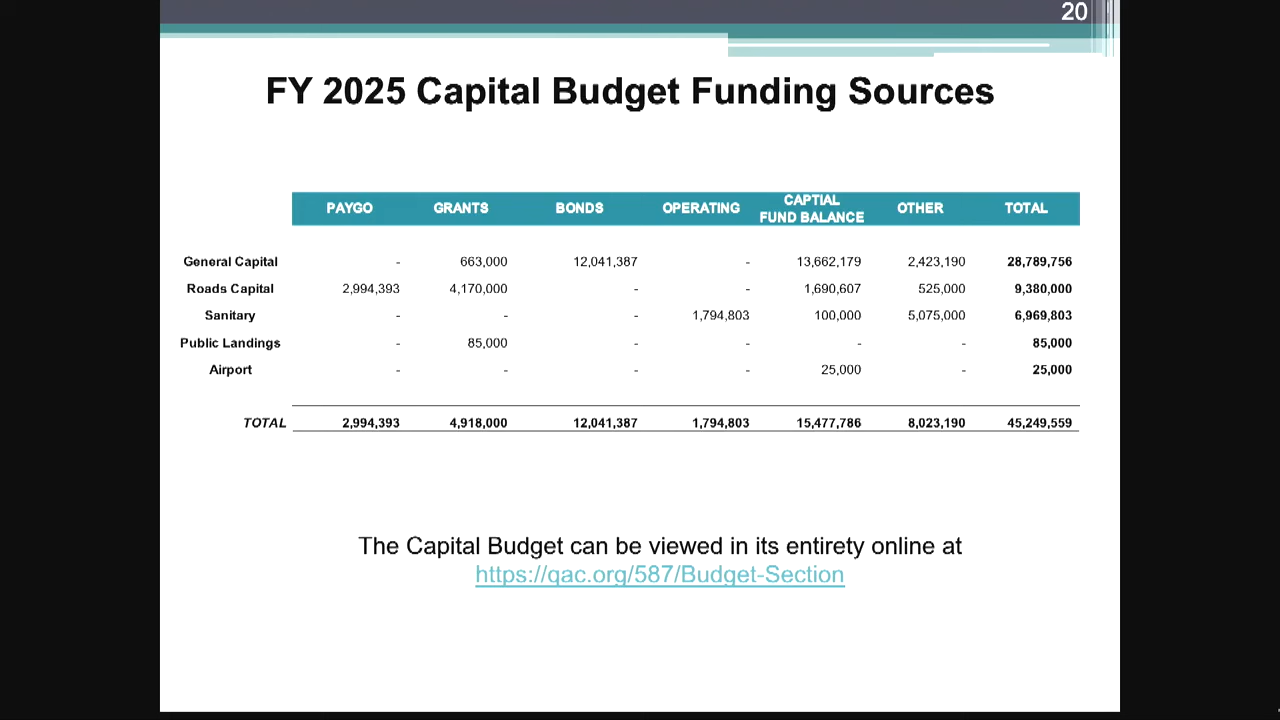 20
FY 2025 Capital Budget Funding Sources
PAYGO GRANTS BONDS OPERATING CAPTIAL FUND BALANCE OTHER TOTAL
General Capital - 663,000 12,041,387 - 13,662,179 2,423,190 28,789,756
Roads Capital 2,994,393 4,170,000 - - 1,690,607 525,000 9,380,000
Sanitary - - - 1,794,803 100,000 5,075,000 6,969,803
Public Landings - 85,000 - - - - 85,000
Airport - - - - 25,000 - 25,000
TOTAL 2,994,393 4,918,000 12,041,387 1,794,803 15,477,786 8,023,190 45,249,559
The Capital Budget can be viewed in its entirety online at
https://qac.org/587/Budget-Section